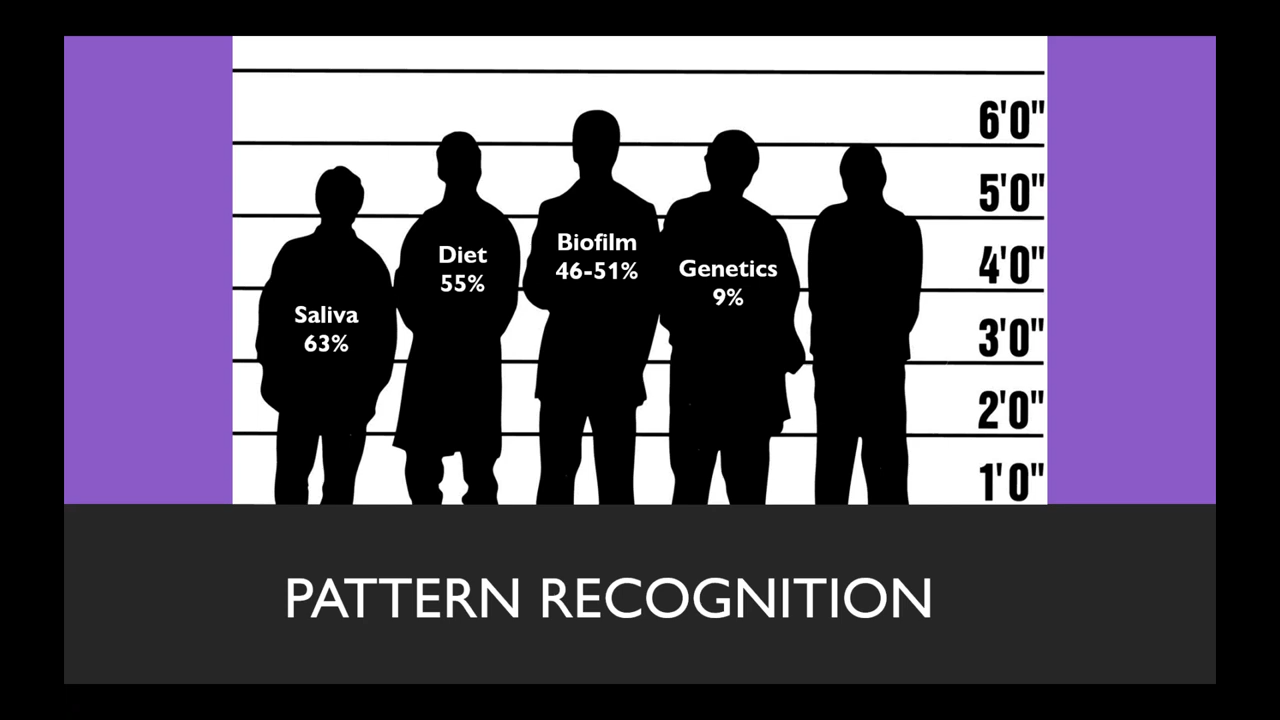 6'0"
5'0"
4'0"
3'0"
2'0"
1'0"
Saliva
63%
Diet
55%
Biofilm
46-51%
Genetics
9%
PATTERN RECOGNITION